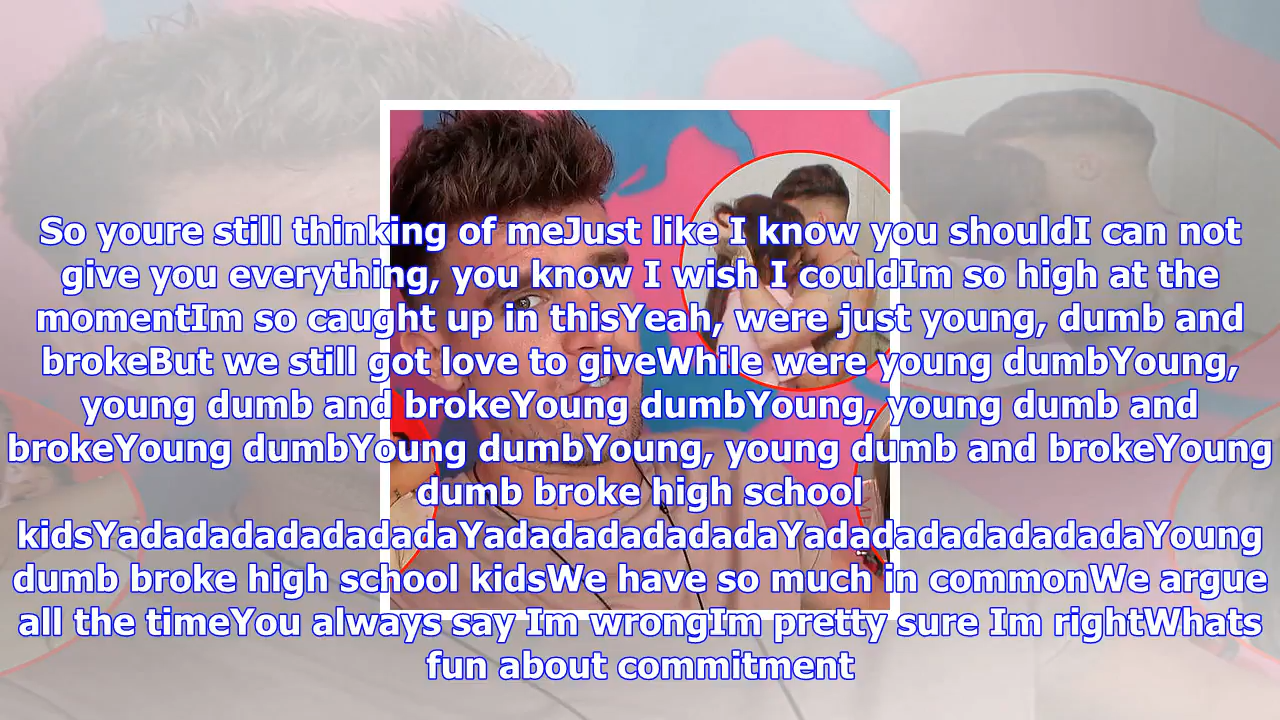 So youre still thinking of meJust like I know you shouldI can not
give you everything, you know I wish I couldIm so high at the
momentIm so caught up in thisYeah, were just young, dumb and
brokeBut we still got love to giveWhile were young dumbYoung,
young dumb and brokeYoung dumbYoung, young dumb and
brokeYoung dumbYoung dumbYoung, young dumb and brokeYoung
dumb broke high school
kidsYadadadadadadadaYadadadadadadaYadadadadadadadaYoung
dumb broke high school kidsWe have so much in commonWe argue
all the timeYou always say Im wrongIm pretty sure Im rightWhats
fun about commitment